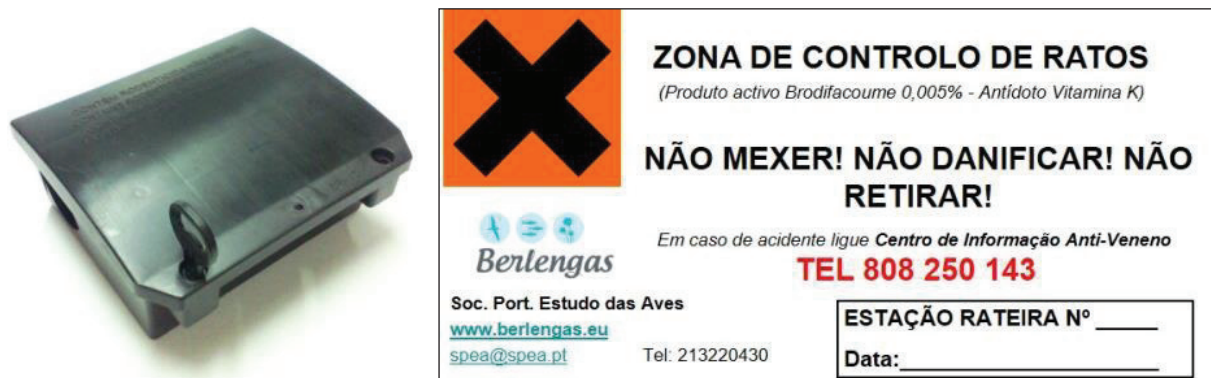 ZONA DE CONTROLO DE RATOS
(Produto activo Brodifacoume 0,005% - Antídoto Vitamina K)
NÃO MEXER! NÃO DANIFICAR! NÃO
RETIRAR!
Berlengas
Em caso de acidente ligue Centro de Informação Anti-Veneno
TEL 808 250 143
Soc. Port. Estudo das Aves
www.berlengas.eu
spea@spea.pt
Tel: 213220430
ESTAÇÃO RATEIRA Nº _____
Data:____________________